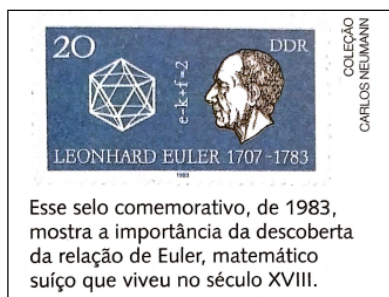 20
DDR
e-k+f=2
LEONHARD EULER 1707-1783
1983
COLEÇÃO
CARLOS NEUMANN
Esse selo comemorativo, de 1983,
mostra a importância da descoberta
da relação de Euler, matemático
suíço que viveu no século XVIII.